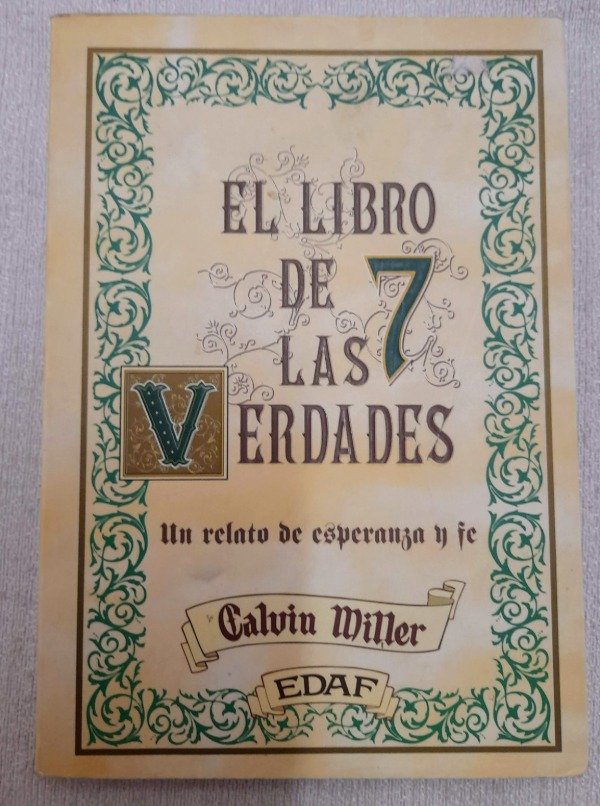 EL LIBRO
DE 7
LAS
VERDADES
Un relato de esperanza y fe
Calvin Miller
EDAF